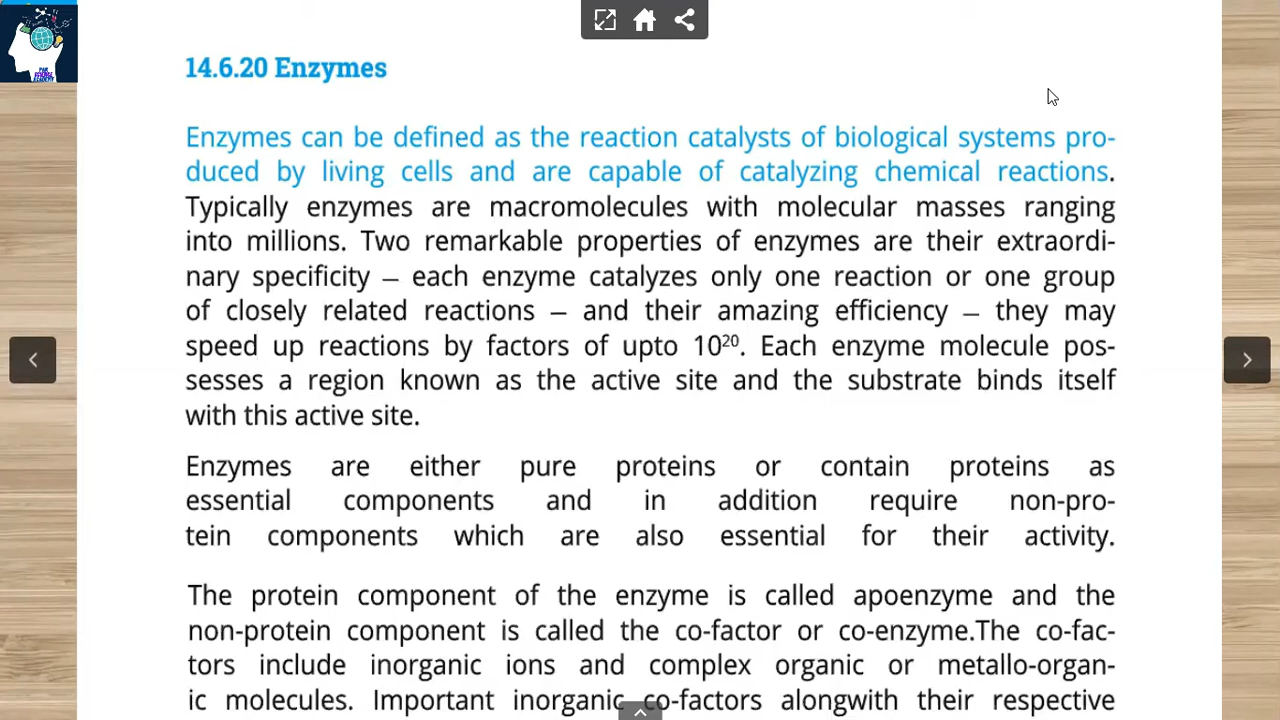 14.6.20 Enzymes
Enzymes can be defined as the reaction catalysts of biological systems pro-
duced by living cells and are capable of catalyzing chemical reactions.
Typically enzymes are macromolecules with molecular masses ranging
into millions. Two remarkable properties of enzymes are their extraordi-
nary specificity – each enzyme catalyzes only one reaction or one group
of closely related reactions – and their amazing efficiency – they may
speed up reactions by factors of upto 10²⁰. Each enzyme molecule pos-
sesses a region known as the active site and the substrate binds itself
with this active site.
Enzymes are either pure proteins or contain proteins as
essential components and in addition require non-pro-
tein components which are also essential for their activity.
The protein component of the enzyme is called apoenzyme and the
non-protein component is called the co-factor or co-enzyme.The co-fac-
tors include inorganic ions and complex organic or metallo-organ-
ic molecules. Important inorganic co-factors alongwith their respective